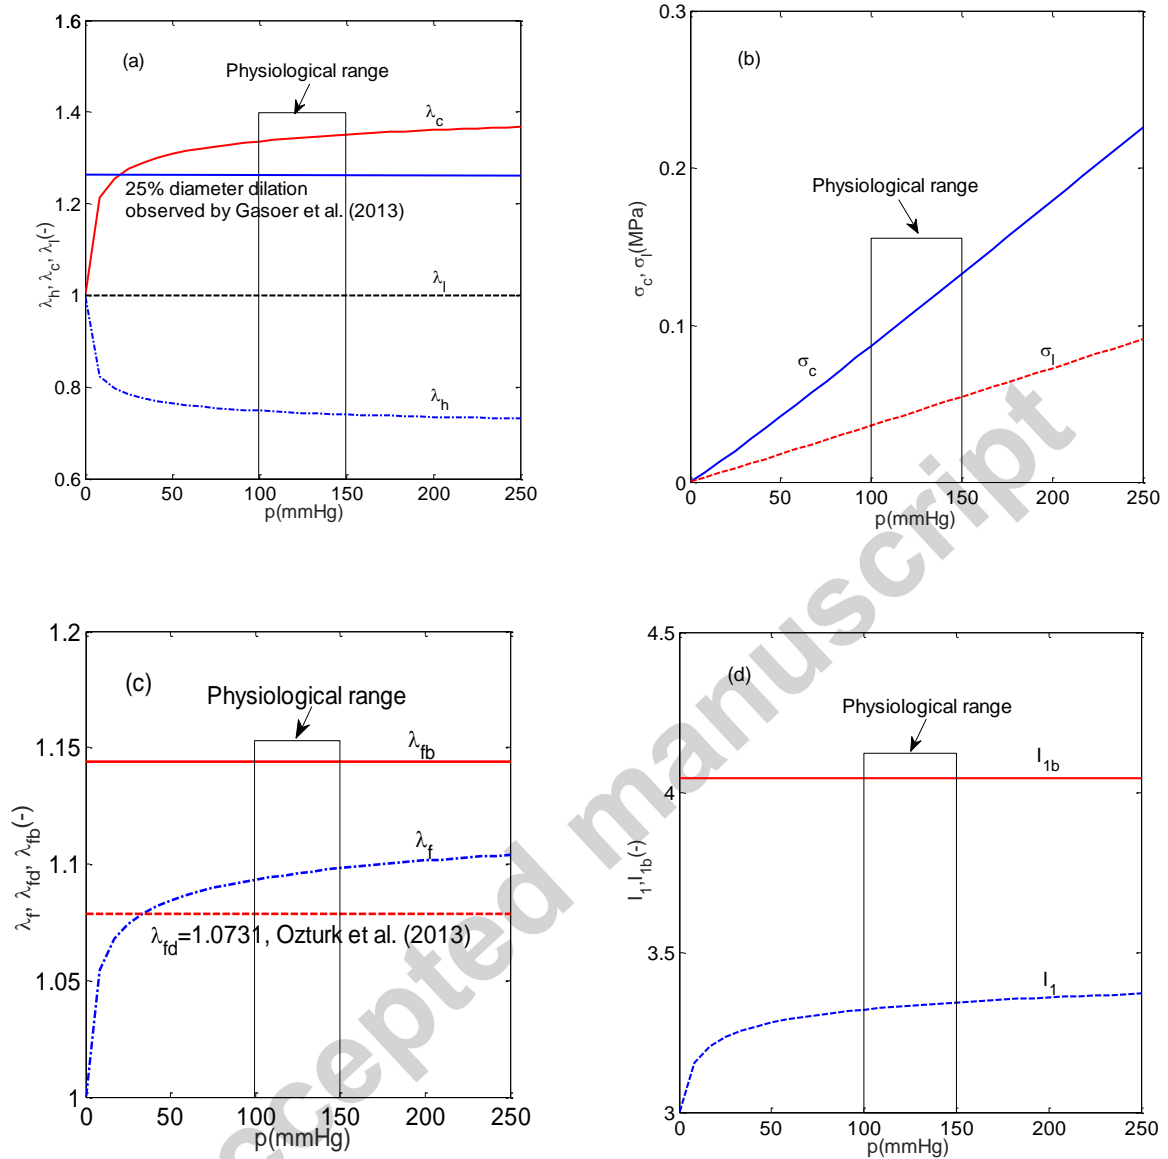 (a)
Physiological range
λc
25% diameter dilation
observed by Gasoer et al. (2013)
λl
λh
λh, λc, λl(-)
1.6
1.4
1.2
1
0.8
0.6
0 50 100 150 200 250
p(mmHg)
(b)
Physiological range
σc
σl
σc, σl(MPa)
0.3
0.2
0.1
0
0 50 100 150 200 250
p(mmHg)
(c)
Physiological range
λfb
λf
λfd=1.0731, Ozturk et al. (2013)
λf, λfd, λfb(-)
1.2
1.15
1.1
1.05
1
0 50 100 150 200 250
p(mmHg)
(d)
Physiological range
I1b
I1
I1,I1b(-)
4.5
4
3.5
3
0 50 100 150 200 250
p(mmHg)
ccepted manuscript